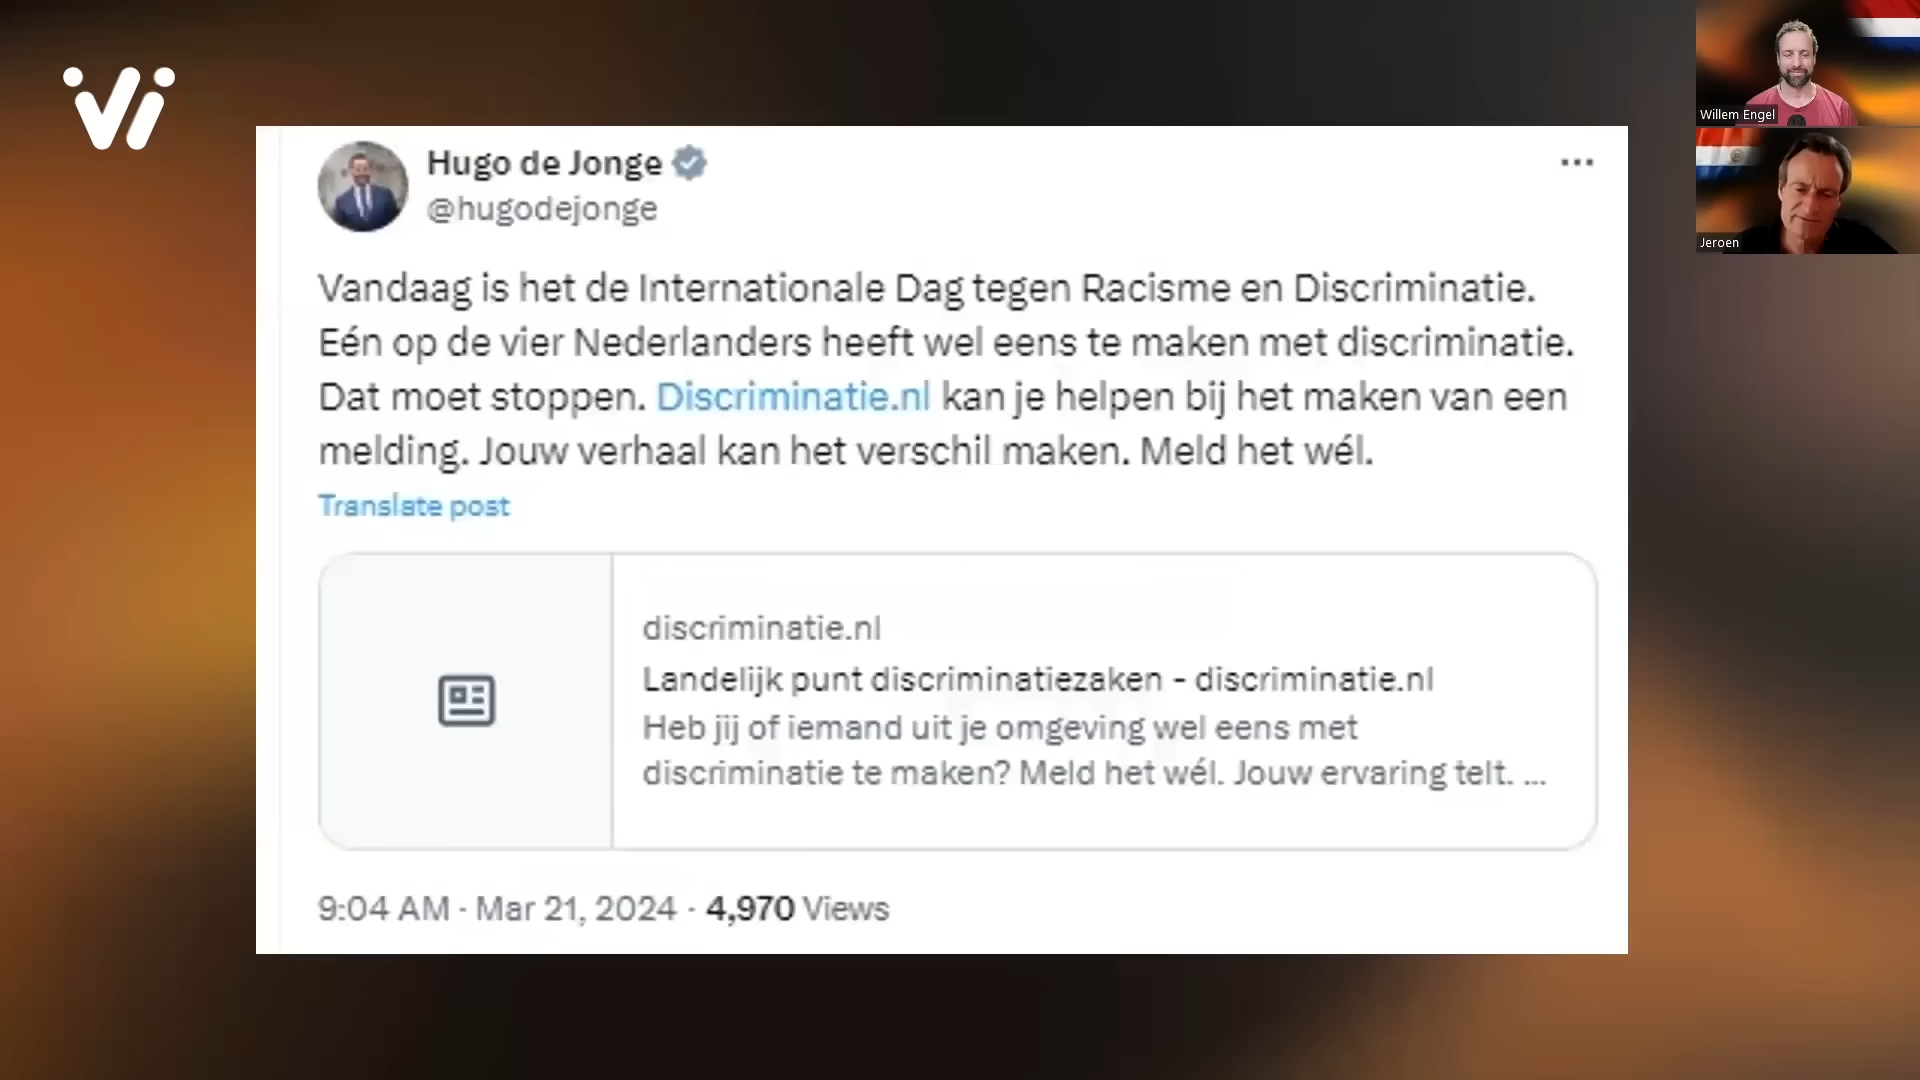 Vi
Willem Engel
Jeroen
Hugo de Jonge
@hugodejonge
Vandaag is het de Internationale Dag tegen Racisme en Discriminatie.
Eén op de vier Nederlanders heeft wel eens te maken met discriminatie.
Dat moet stoppen. Discriminatie.nl kan je helpen bij het maken van een
melding. Jouw verhaal kan het verschil maken. Meld het wél.
Translate post
discriminatie.nl
Landelijk punt discriminatiezaken - discriminatie.nl
Heb jij of iemand uit je omgeving wel eens met
discriminatie te maken? Meld het wél. Jouw ervaring telt. ...
9:04 AM · Mar 21, 2024 · 4,970 Views